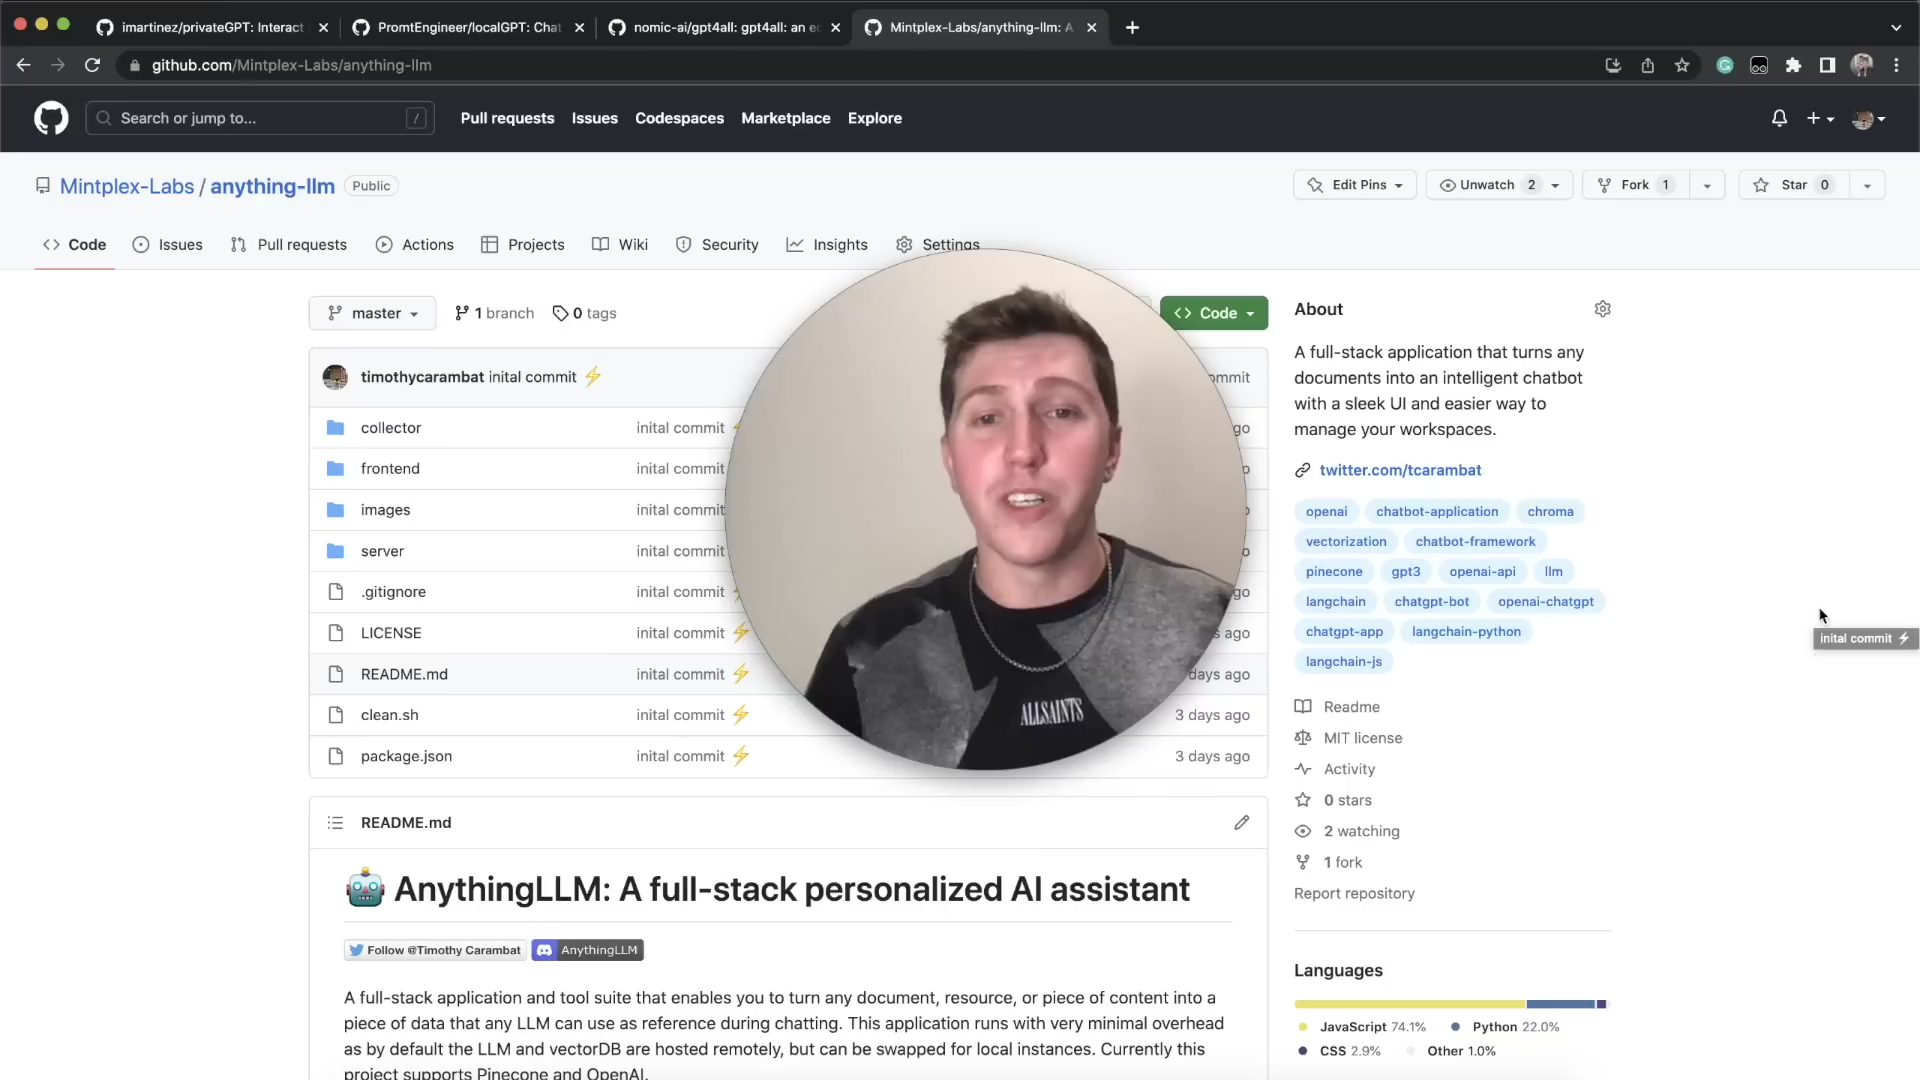 imartinez/privateGPT: Interact
PromtEngineer/localGPT: Chat
nomic-ai/gpt4all: gpt4all: an ec
Mintplex-Labs/anything-llm: A
github.com/Mintplex-Labs/anything-llm
Search or jump to...
/
Pull requests
Issues
Codespaces
Marketplace
Explore
Mintplex-Labs / anything-llm
Public
Edit Pins
Unwatch 2
Fork 1
Star 0
Code
Issues
Pull requests
Actions
Projects
Wiki
Security
Insights
Settings
master
1 branch
0 tags
Code
timothycarambat inital commit ⚡
ommit
collector inital commit ⚡ go
frontend inital commit o
images inital commit
server inital commit o
.gitignore inital commit ⚡ go
LICENSE inital commit ⚡ s ago
README.md inital commit ⚡ days ago
clean.sh inital commit ⚡ 3 days ago
package.json inital commit ⚡ 3 days ago
ALLSAINTS
README.md
🤖 AnythingLLM: A full-stack personalized AI assistant
Follow @Timothy Carambat
AnythingLLM
A full-stack application and tool suite that enables you to turn any document, resource, or piece of content into a
piece of data that any LLM can use as reference during chatting. This application runs with very minimal overhead
as by default the LLM and vectorDB are hosted remotely, but can be swapped for local instances. Currently this
project supports Pinecone and OpenAI.
About
A full-stack application that turns any
documents into an intelligent chatbot
with a sleek UI and easier way to
manage your workspaces.
twitter.com/tcarambat
openai chatbot-application chroma
vectorization chatbot-framework
pinecone gpt3 openai-api llm
langchain chatgpt-bot openai-chatgpt
chatgpt-app langchain-python
langchain-js
Readme
MIT license
Activity
0 stars
2 watching
1 fork
Report repository
Languages
JavaScript 74.1% Python 22.0%
CSS 2.9% Other 1.0%
inital commit ⚡